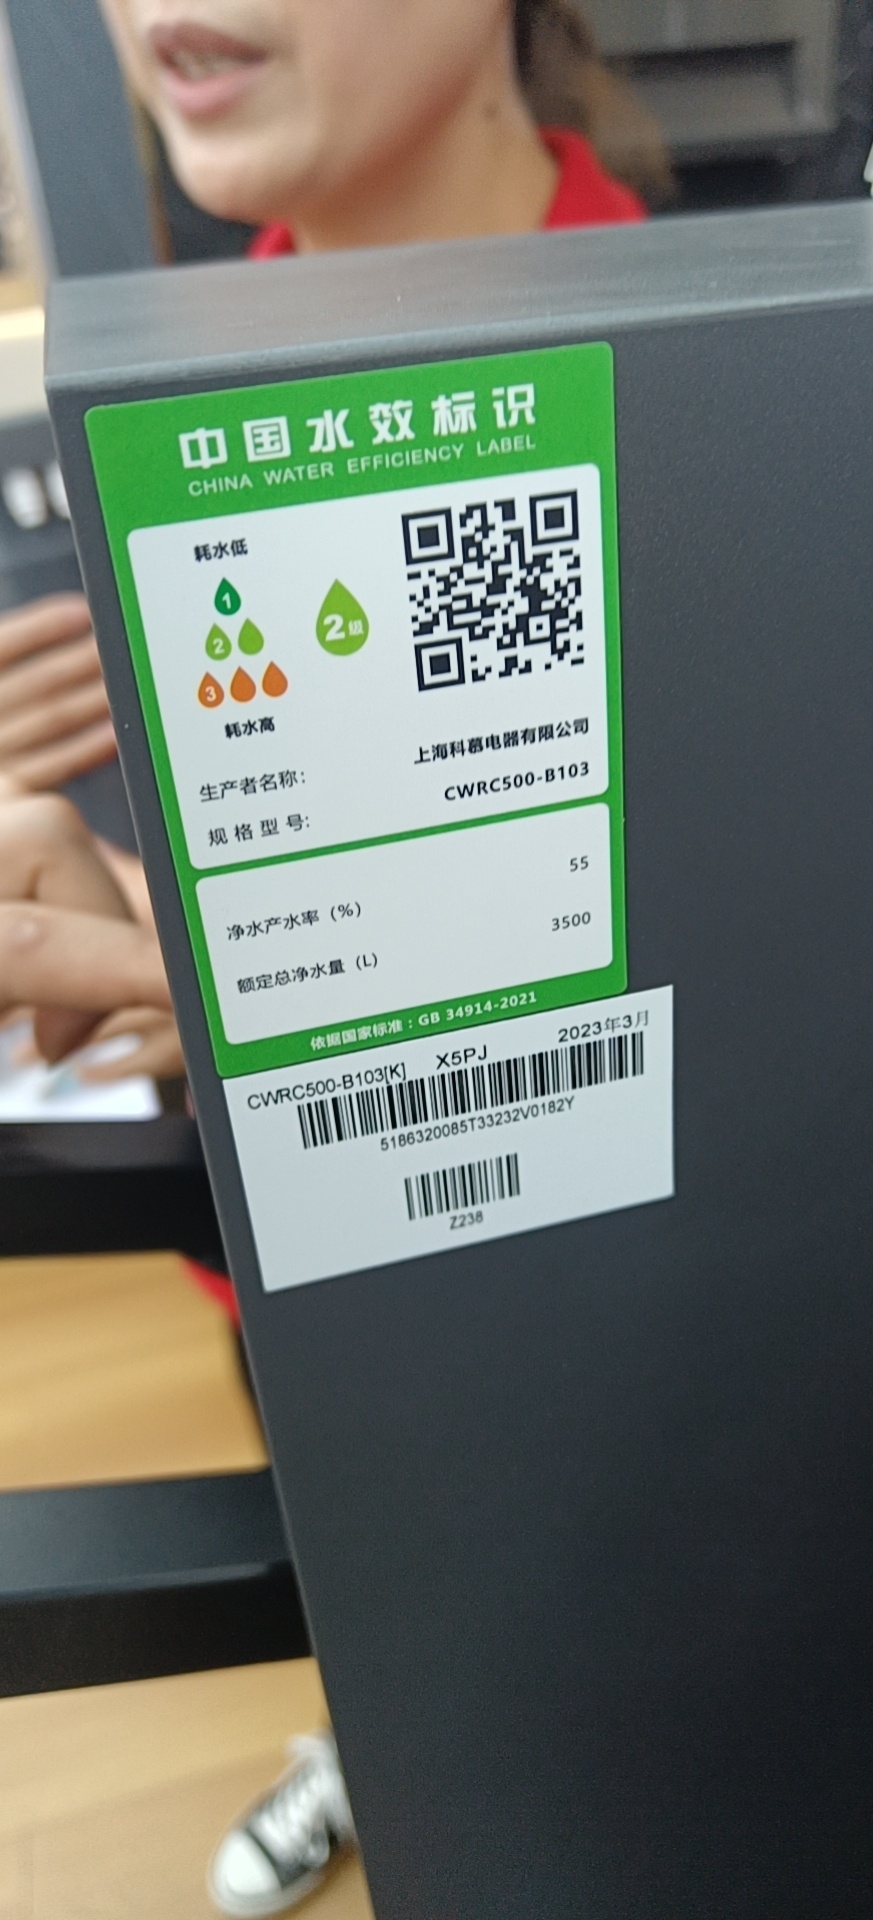 中国水效标识
CHINA WATER EFFICIENCY LABEL
耗水低
1
2
3
2级
耗水高
生产者名称: 上海科慕电器有限公司
规格型号: CWRC500-B103
净水产水率（%） 55
额定总净水量（L） 3500
依据国家标准：GB 34914-2021
CWRC500-B103[K] X5PJ 2023年3月
5186320085T33232V0182Y
Z238